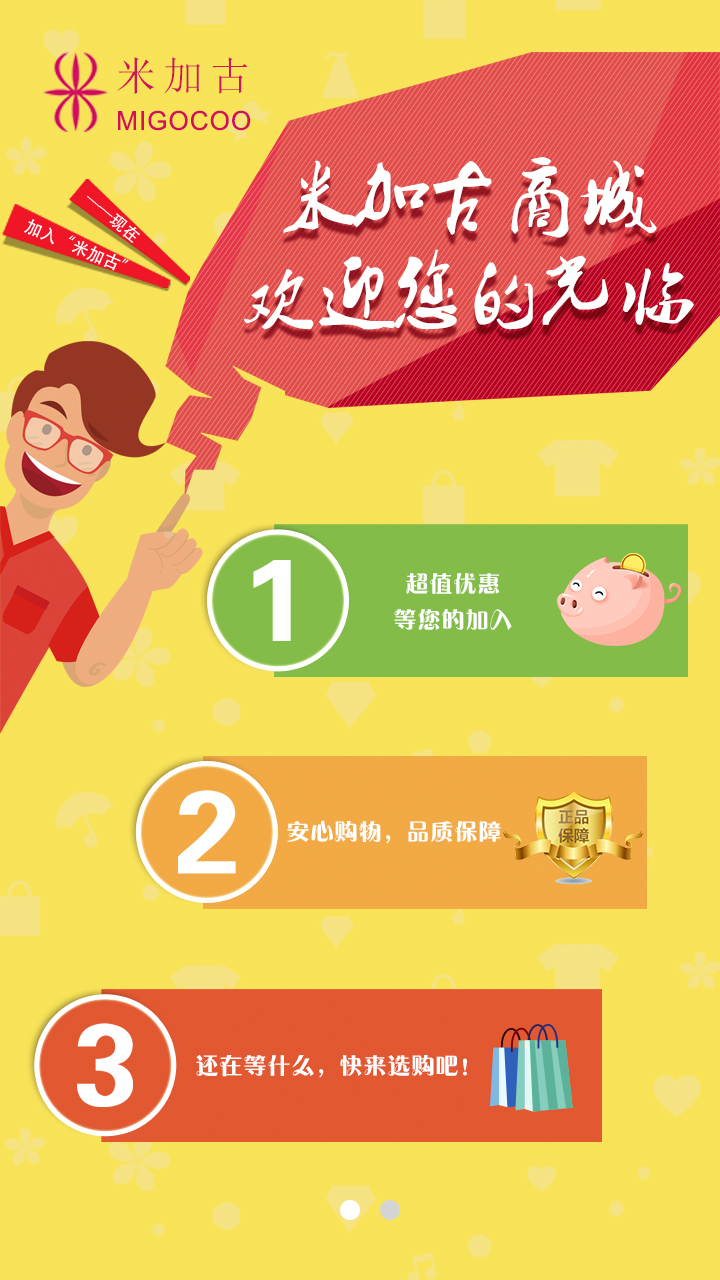 米加古
MIGOCOO
——现在
加入 “米加古”
米加古商城
欢迎您的光临
1
超值优惠
等您的加入
2
安心购物，品质保障
正品
保障
3
还在等什么，快来选购吧！